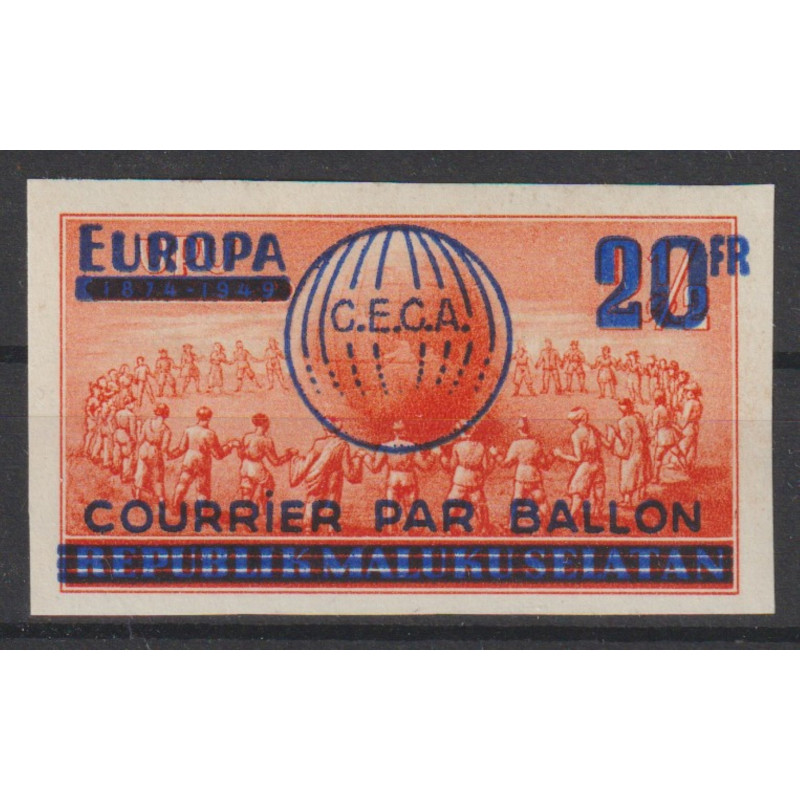 EUROPA
1874-1949
20 FR
C.E.C.A.
COURRiER PAR BALLON
REPUBLIK MALUKU SELATAN